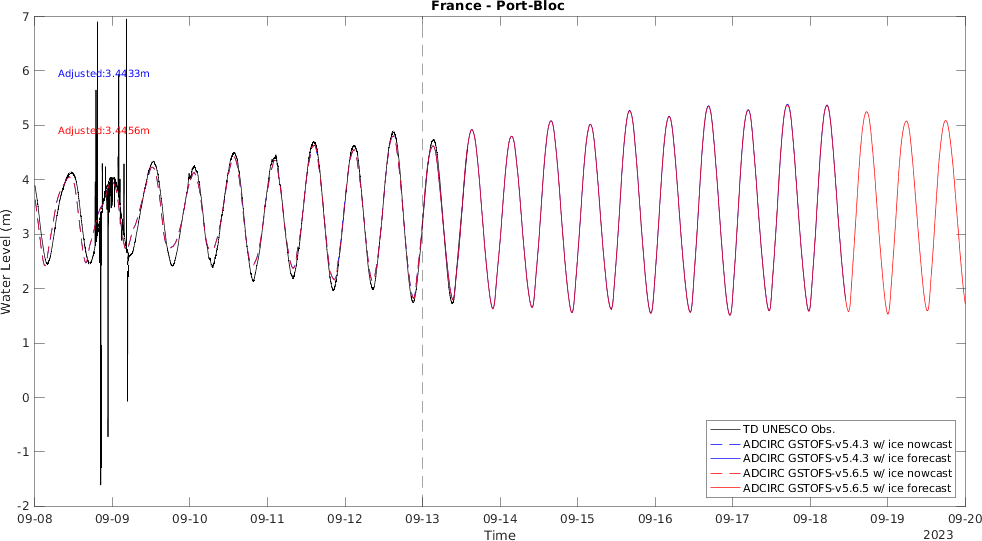 France - Port-Bloc
7
6
5
4
3
2
1
0
-1
-2
Water Level (m)
Adjusted:3.4433m
Adjusted:3.4456m
TD UNESCO Obs.
ADCIRC GSTOFS-v5.4.3 w/ ice nowcast
ADCIRC GSTOFS-v5.4.3 w/ ice forecast
ADCIRC GSTOFS-v5.6.5 w/ ice nowcast
ADCIRC GSTOFS-v5.6.5 w/ ice forecast
09-08 09-09 09-10 09-11 09-12 09-13 09-14 09-15 09-16 09-17 09-18 09-19 09-20
Time
2023